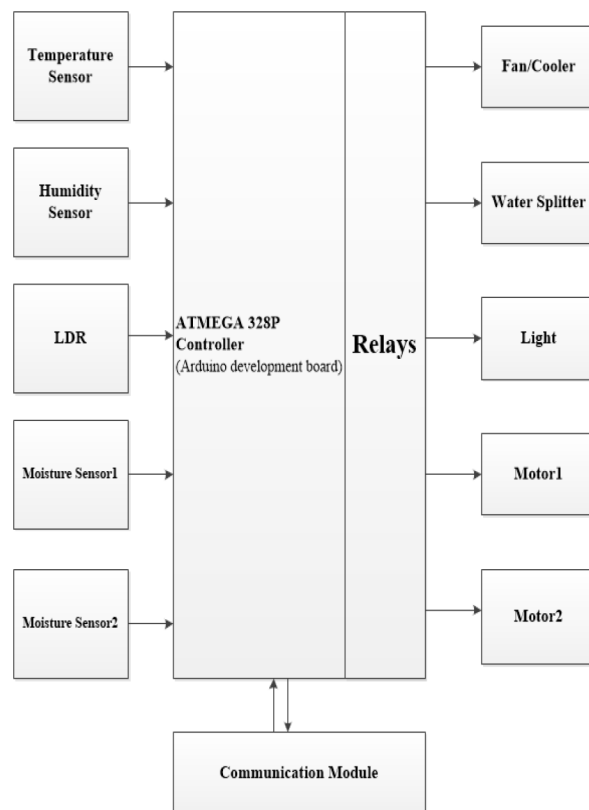 Temperature
Sensor
Humidity
Sensor
LDR
Moisture Sensor1
Moisture Sensor2
ATMEGA 328P
Controller
(Arduino development board)
Relays
Fan/Cooler
Water Splitter
Light
Motor1
Motor2
Communication Module